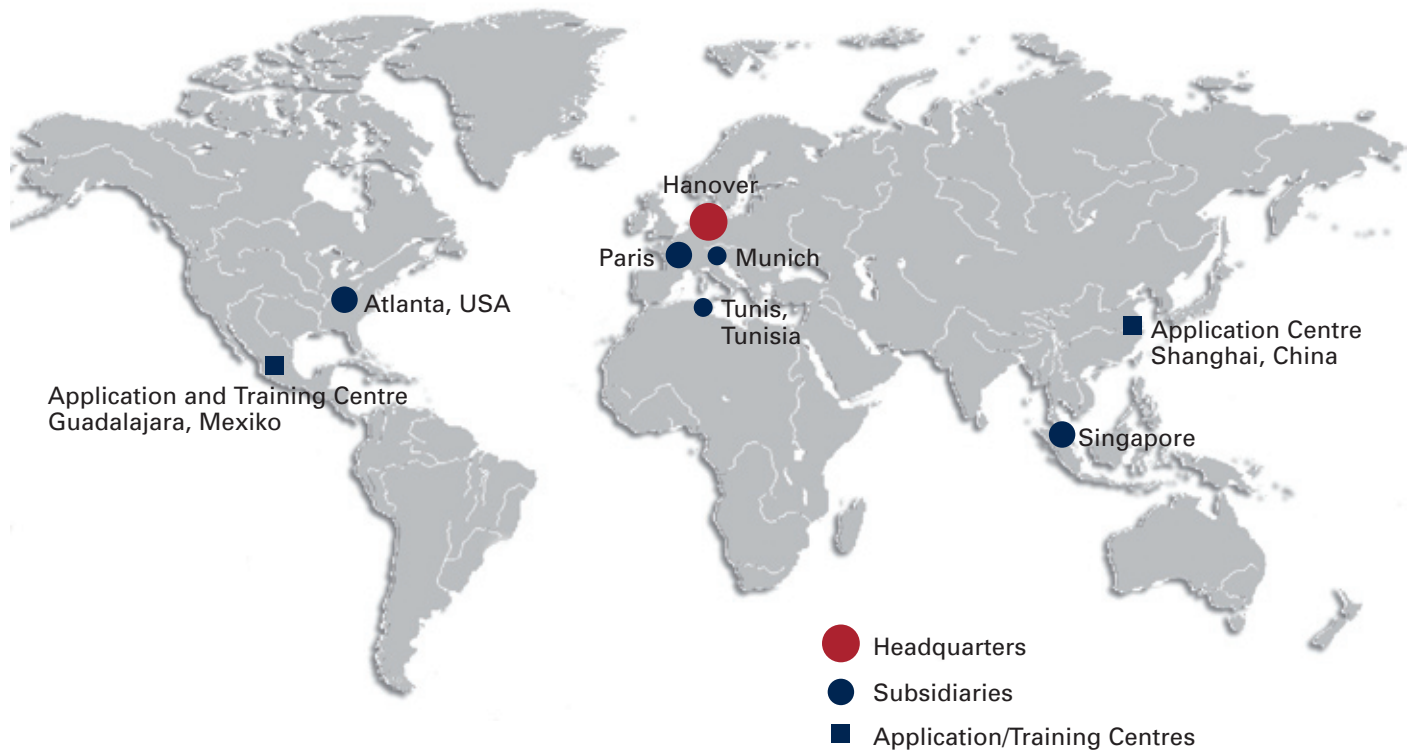 Hanover
Paris
Munich
Atlanta, USA
Tunis,
Tunisia
Application Centre
Shanghai, China
Application and Training Centre
Guadalajara, Mexiko
Singapore
Headquarters
Subsidiaries
Application/Training Centres